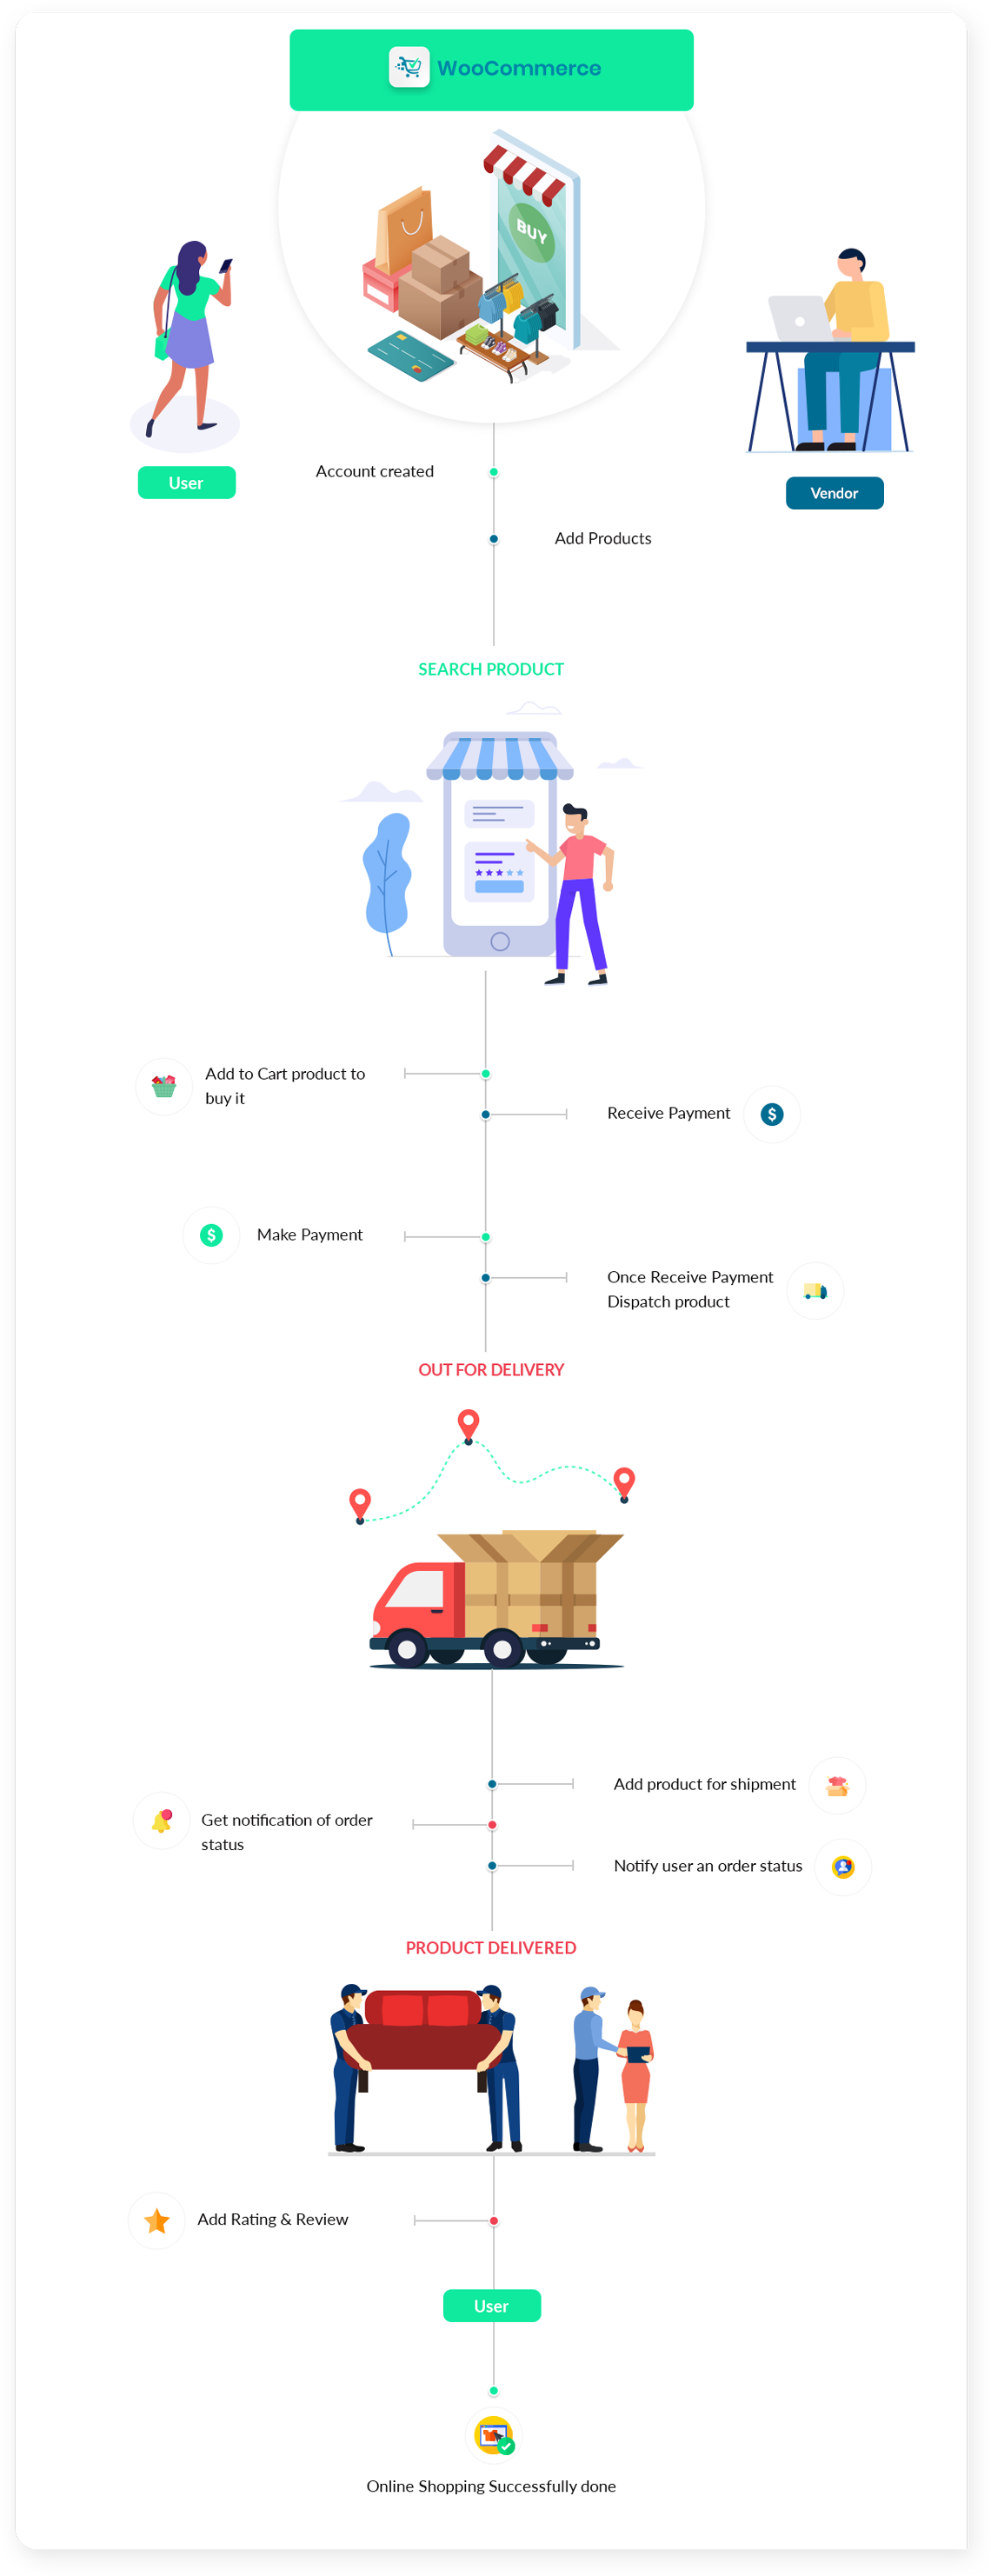 WooCommerce
BUY
User
Vendor
Account created
Add Products
SEARCH PRODUCT
Add to Cart product to
buy it
Receive Payment
$
$
Make Payment
Once Receive Payment
Dispatch product
OUT FOR DELIVERY
Add product for shipment
Get notification of order
status
Notify user an order status
PRODUCT DELIVERED
Add Rating & Review
User
Online Shopping Successfully done